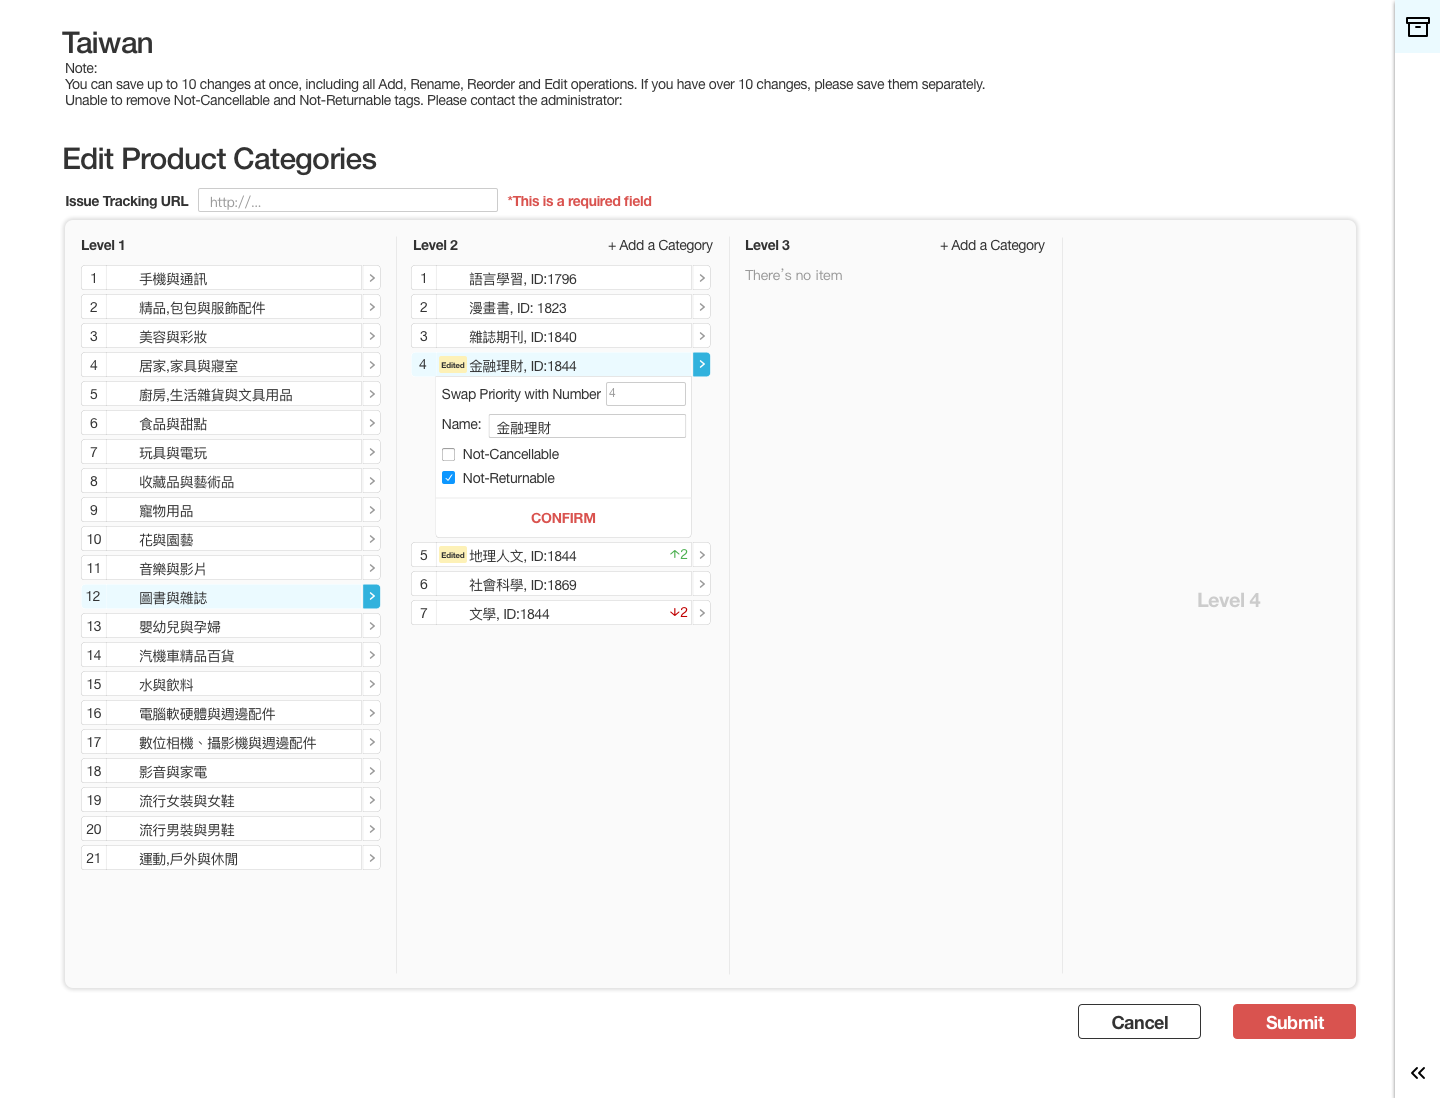 Taiwan
Note:
You can save up to 10 changes at once, including all Add, Rename, Reorder and Edit operations. If you have over 10 changes, please save them separately.
Unable to remove Not-Cancellable and Not-Returnable tags. Please contact the administrator:
Edit Product Categories
Issue Tracking URL http://... *This is a required field
Level 1
1 手機與通訊
2 精品,包包與服飾配件
3 美容與彩妝
4 居家,家具與寢室
5 廚房,生活雜貨與文具用品
6 食品與甜點
7 玩具與電玩
8 收藏品與藝術品
9 寵物用品
10 花與園藝
11 音樂與影片
12 圖書與雜誌
13 嬰幼兒與孕婦
14 汽機車精品百貨
15 水與飲料
16 電腦軟硬體與週邊配件
17 數位相機、攝影機與週邊配件
18 影音與家電
19 流行女裝與女鞋
20 流行男裝與男鞋
21 運動,戶外與休閒
Level 2 + Add a Category
1 語言學習, ID:1796
2 漫畫書, ID: 1823
3 雜誌期刊, ID:1840
4 Edited 金融理財, ID:1844
Swap Priority with Number 4
Name: 金融理財
Not-Cancellable
Not-Returnable
CONFIRM
5 Edited 地理人文, ID:1844 ↑2
6 社會科學, ID:1869
7 文學, ID:1844 ↓2
Level 3 + Add a Category
There's no item
Level 4
Cancel Submit